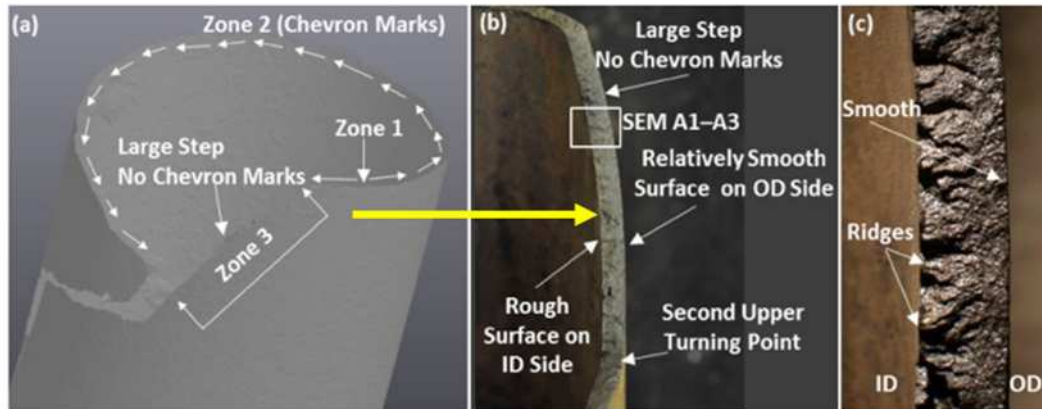 (a)
Zone 2 (Chevron Marks)
Zone 1
Large Step
No Chevron Marks
Zone 3
(b)
Large Step
No Chevron Marks
SEM A1–A3
Relatively Smooth
Surface on OD Side
Rough
Surface on
ID Side
Second Upper
Turning Point
(c)
Smooth
Ridges
ID
OD